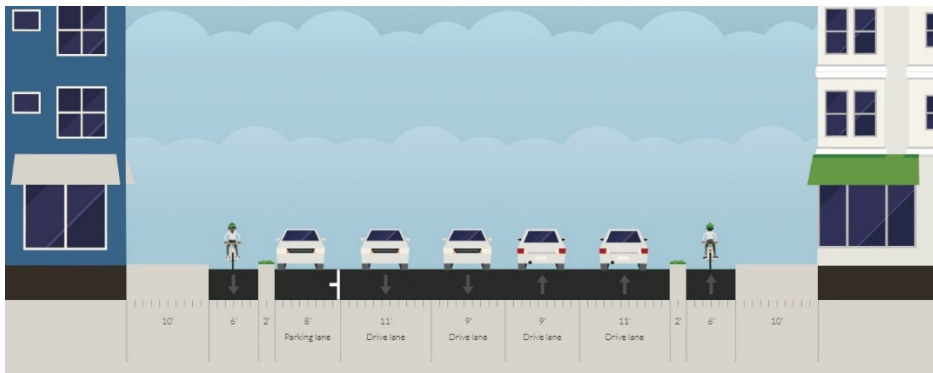 10' 6' 2' 8' 11' 9' 9' 11' 2' 6' 10'
Parking lane Drive lane Drive lane Drive lane Drive lane